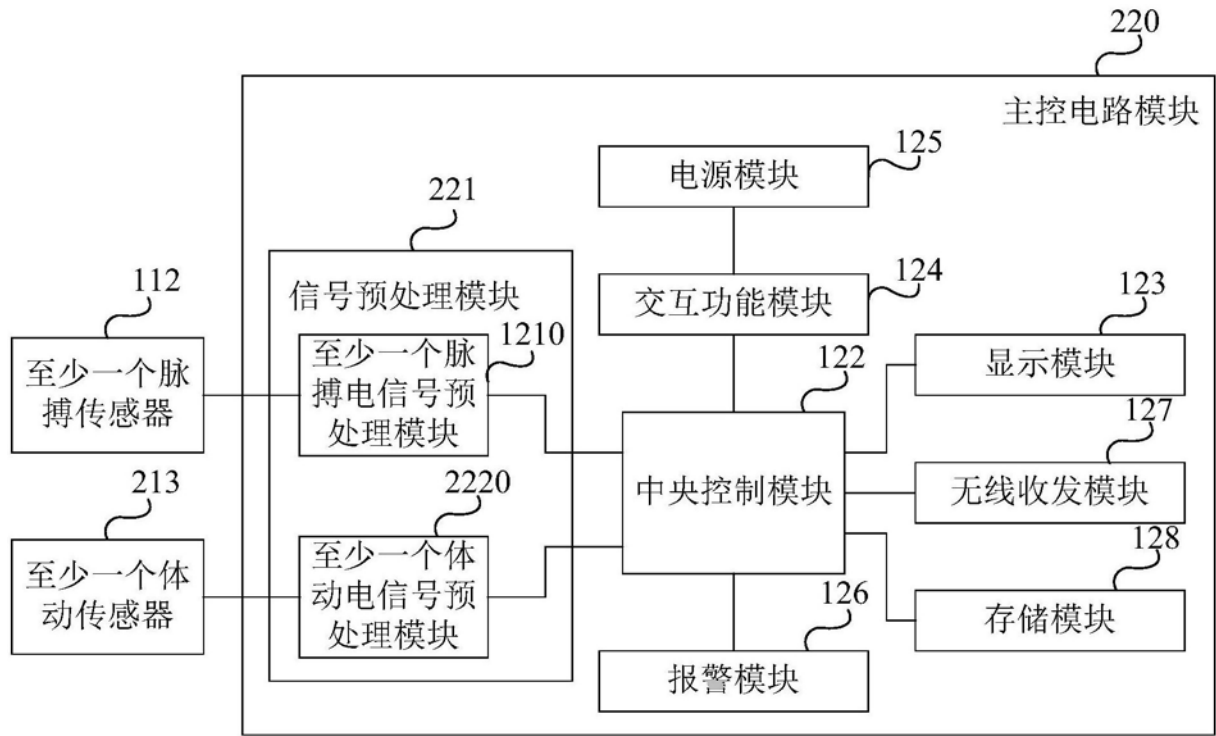 220
主控电路模块
125
电源模块
221
124
信号预处理模块
交互功能模块
123
显示模块
112
至少一个脉
搏传感器
1210
至少一个脉
搏电信号预
处理模块
122
中央控制模块
127
无线收发模块
213
至少一个体
动传感器
2220
至少一个体
动电信号预
处理模块
128
存储模块
126
报警模块